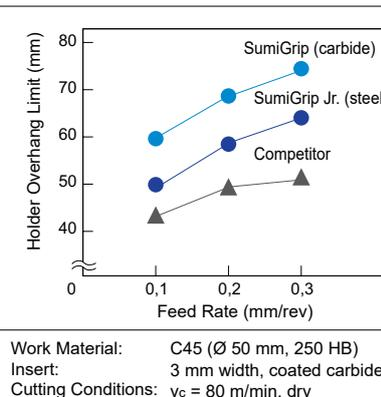 Holder Overhang Limit (mm)
80
70
60
50
40
0
SumiGrip (carbide)
SumiGrip Jr. (steel
Competitor
0,1 0,2 0,3
Feed Rate (mm/rev)
Work Material: C45 (Ø 50 mm, 250 HB)
Insert: 3 mm width, coated carbide
Cutting Conditions: vc = 80 m/min, dry